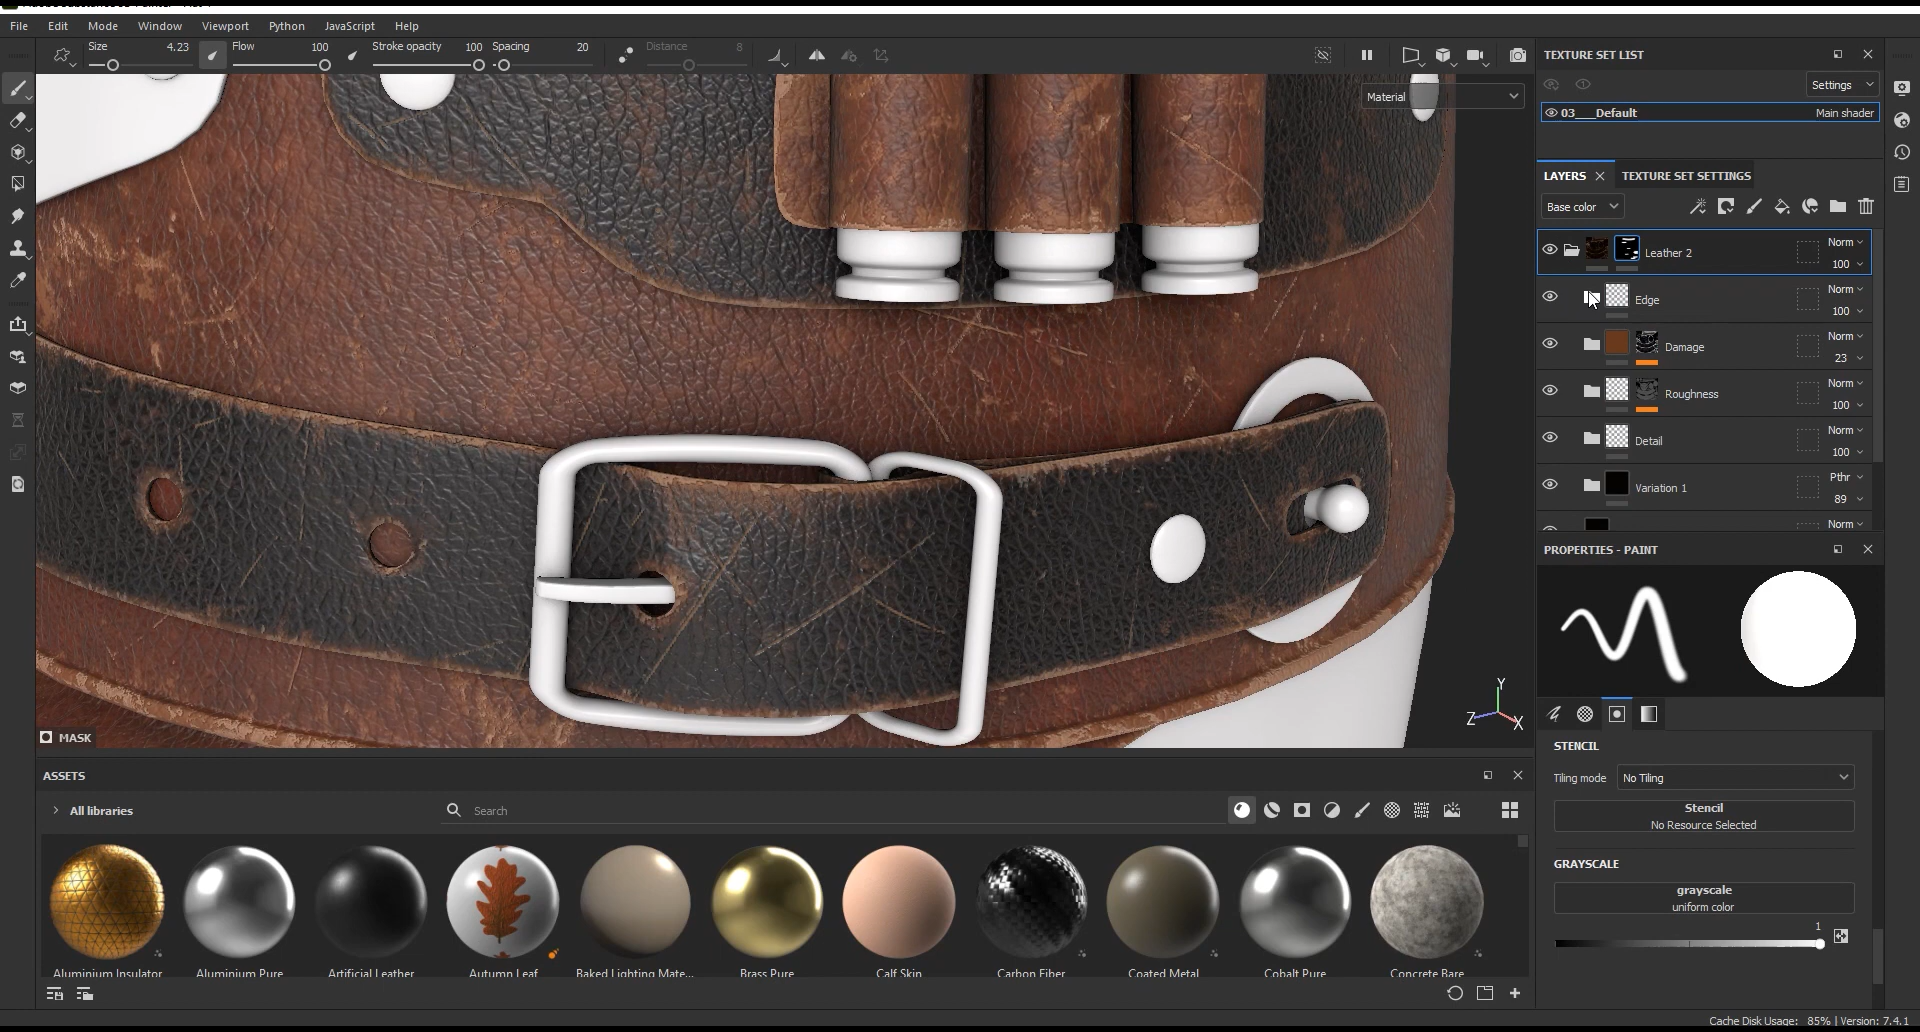 File Edit Mode Window Viewport Python JavaScript Help
Size 4.23 Flow 100 Stroke opacity 100 Spacing 20 Distance 8
Material
MASK
Y
Z X
TEXTURE SET LIST
Settings
03___Default Main shader
LAYERS TEXTURE SET SETTINGS
Base color
Leather 2 Norm 100
Edge Norm 100
Damage Norm 23
Roughness Norm 100
Detail Norm 100
Variation 1 Pthr 89
Norm
PROPERTIES - PAINT
STENCIL
Tiling mode No Tiling
Stencil
No Resource Selected
GRAYSCALE
grayscale
uniform color
1
ASSETS
All libraries Search
Aluminium Insulator Aluminium Pure Artificial Leather Autumn Leaf Baked Lighting Mate... Brass Pure Calf Skin Carbon Fiber Coated Metal Cobalt Pure Concrete Bare
Cache Disk Usage: 85% | Version: 7.4.1